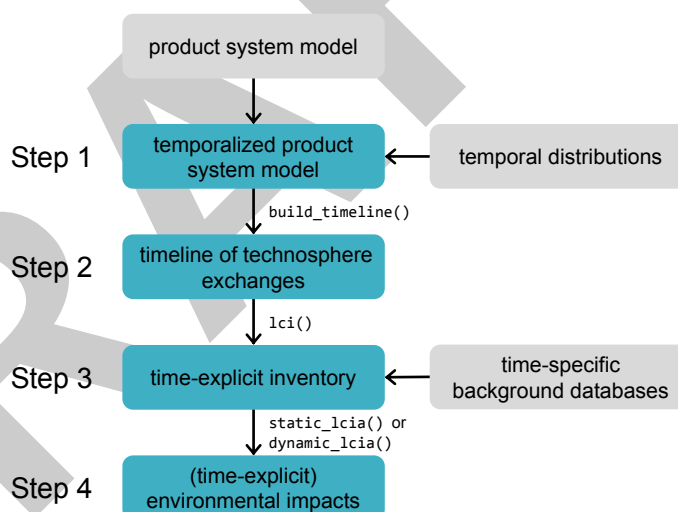 product system model
Step 1
temporalized product
system model
temporal distributions
build_timeline()
Step 2
timeline of technosphere
exchanges
lci()
Step 3
time-explicit inventory
time-specific
background databases
static_lcia() or
dynamic_lcia()
Step 4
(time-explicit)
environmental impacts